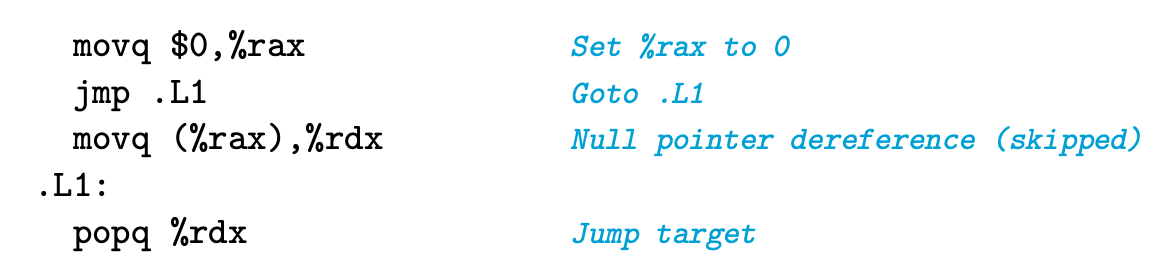 movq $0,%rax Set %rax to 0
jmp .L1 Goto .L1
movq (%rax),%rdx Null pointer dereference (skipped)
.L1:
popq %rdx Jump target